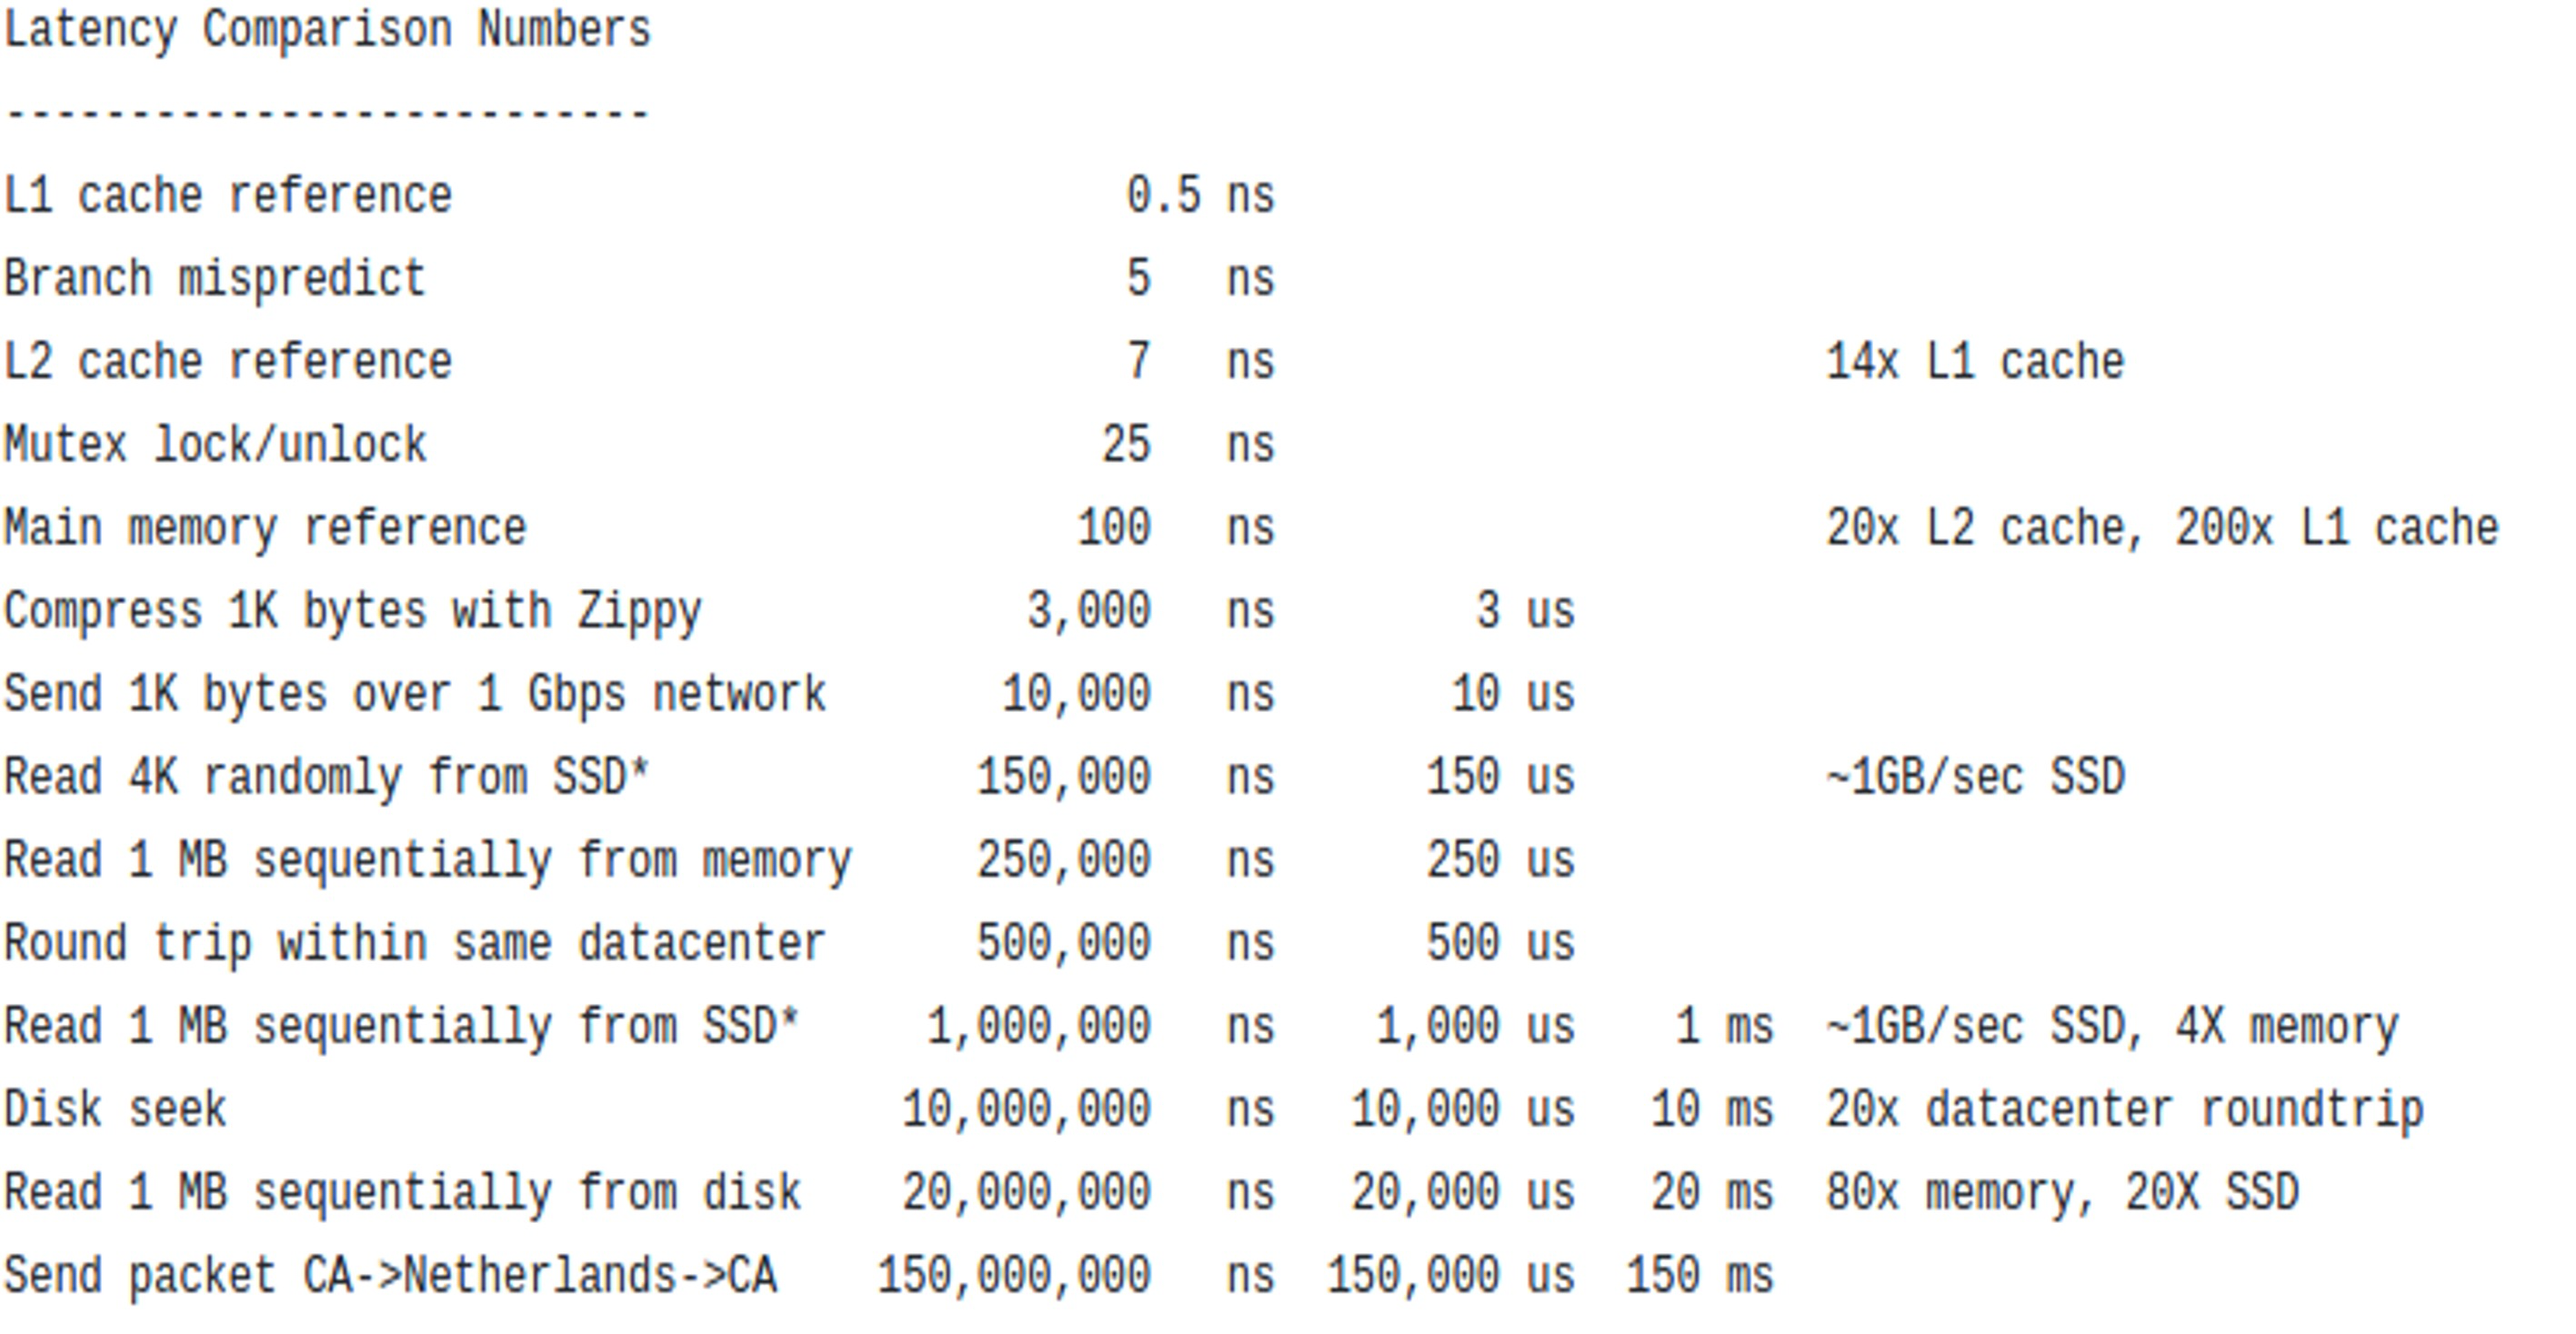 Latency Comparison Numbers
--------------------------
L1 cache reference                           0.5 ns
Branch mispredict                            5   ns
L2 cache reference                           7   ns                      14x L1 cache
Mutex lock/unlock                           25   ns
Main memory reference                      100   ns                      20x L2 cache, 200x L1 cache
Compress 1K bytes with Zippy             3,000   ns        3 us
Send 1K bytes over 1 Gbps network       10,000   ns       10 us
Read 4K randomly from SSD*             150,000   ns      150 us          ~1GB/sec SSD
Read 1 MB sequentially from memory     250,000   ns      250 us
Round trip within same datacenter      500,000   ns      500 us
Read 1 MB sequentially from SSD*     1,000,000   ns    1,000 us    1 ms  ~1GB/sec SSD, 4X memory
Disk seek                           10,000,000   ns   10,000 us   10 ms  20x datacenter roundtrip
Read 1 MB sequentially from disk    20,000,000   ns   20,000 us   20 ms  80x memory, 20X SSD
Send packet CA->Netherlands->CA    150,000,000   ns  150,000 us  150 ms